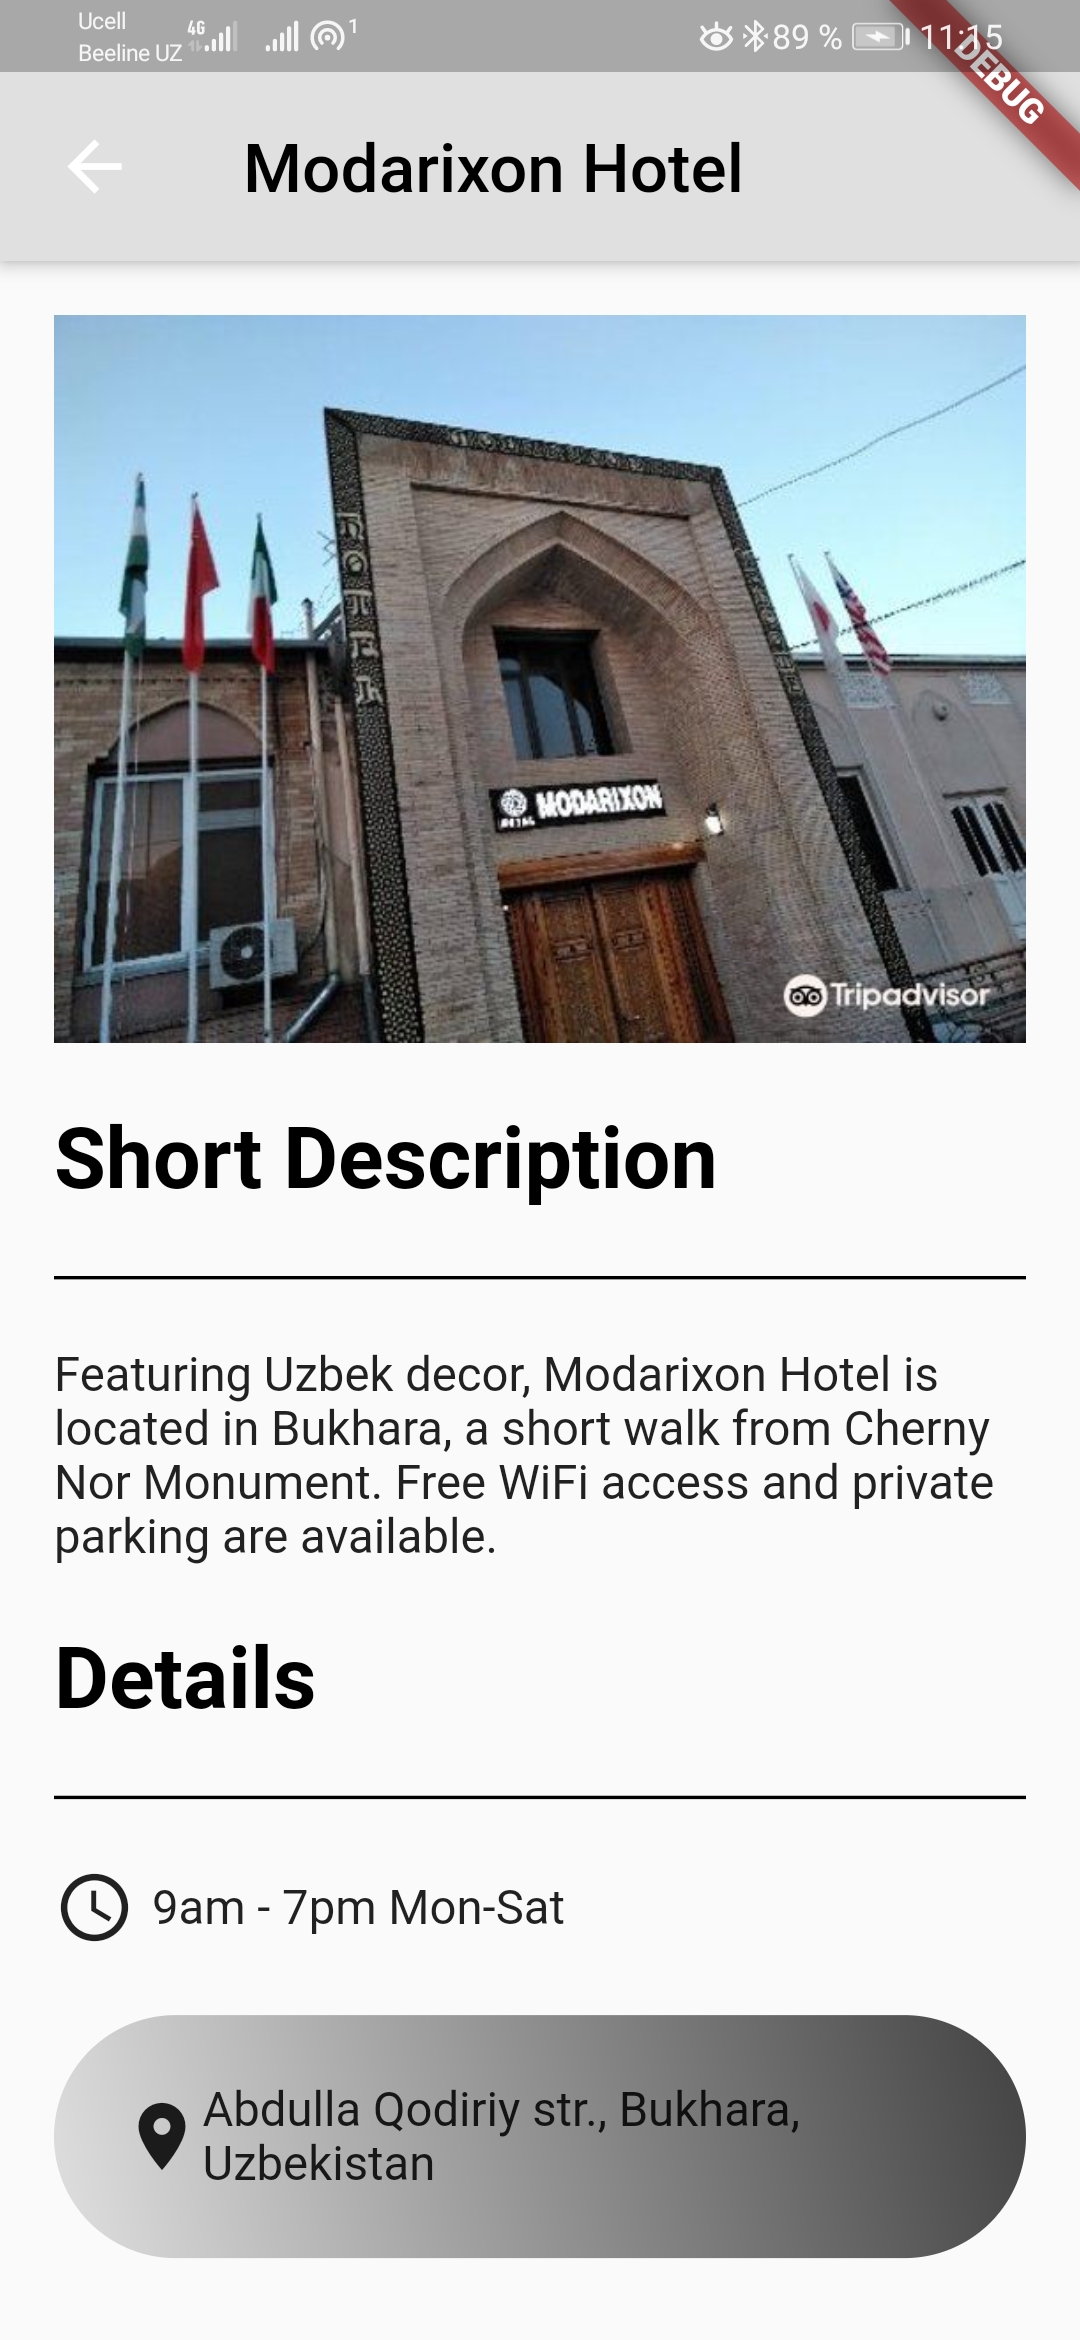 Ucell
Beeline UZ
4G
1
89 %
11:15
DEBUG
Modarixon Hotel
HOTEL
MODARIXON
Tripadvisor
Short Description
Featuring Uzbek decor, Modarixon Hotel is
located in Bukhara, a short walk from Cherny
Nor Monument. Free WiFi access and private
parking are available.
Details
9am - 7pm Mon-Sat
Abdulla Qodiriy str., Bukhara,
Uzbekistan